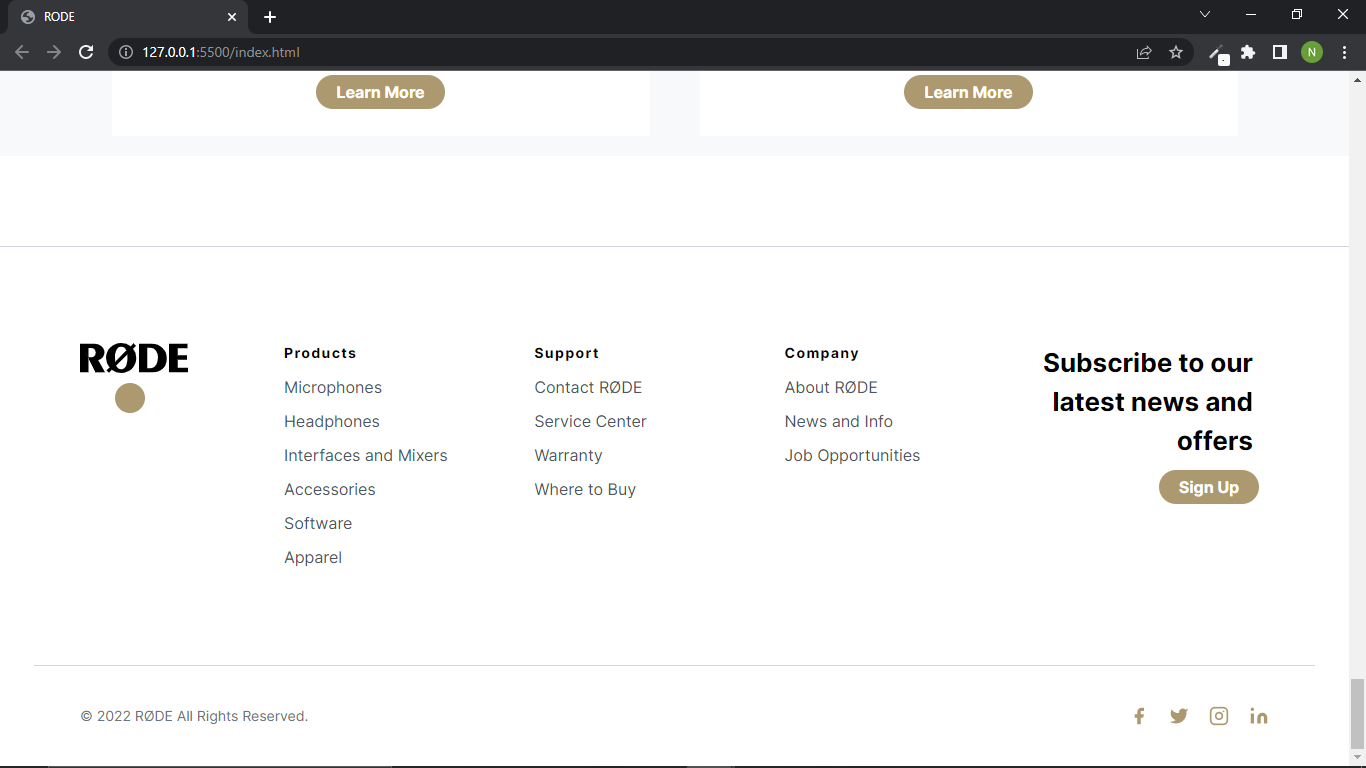 RODE
127.0.0.1:5500/index.html
N
Learn More
Learn More
RØDE
Products
Microphones
Headphones
Interfaces and Mixers
Accessories
Software
Apparel
Support
Contact RØDE
Service Center
Warranty
Where to Buy
Company
About RØDE
News and Info
Job Opportunities
Subscribe to our
latest news and
offers
Sign Up
© 2022 RØDE All Rights Reserved.